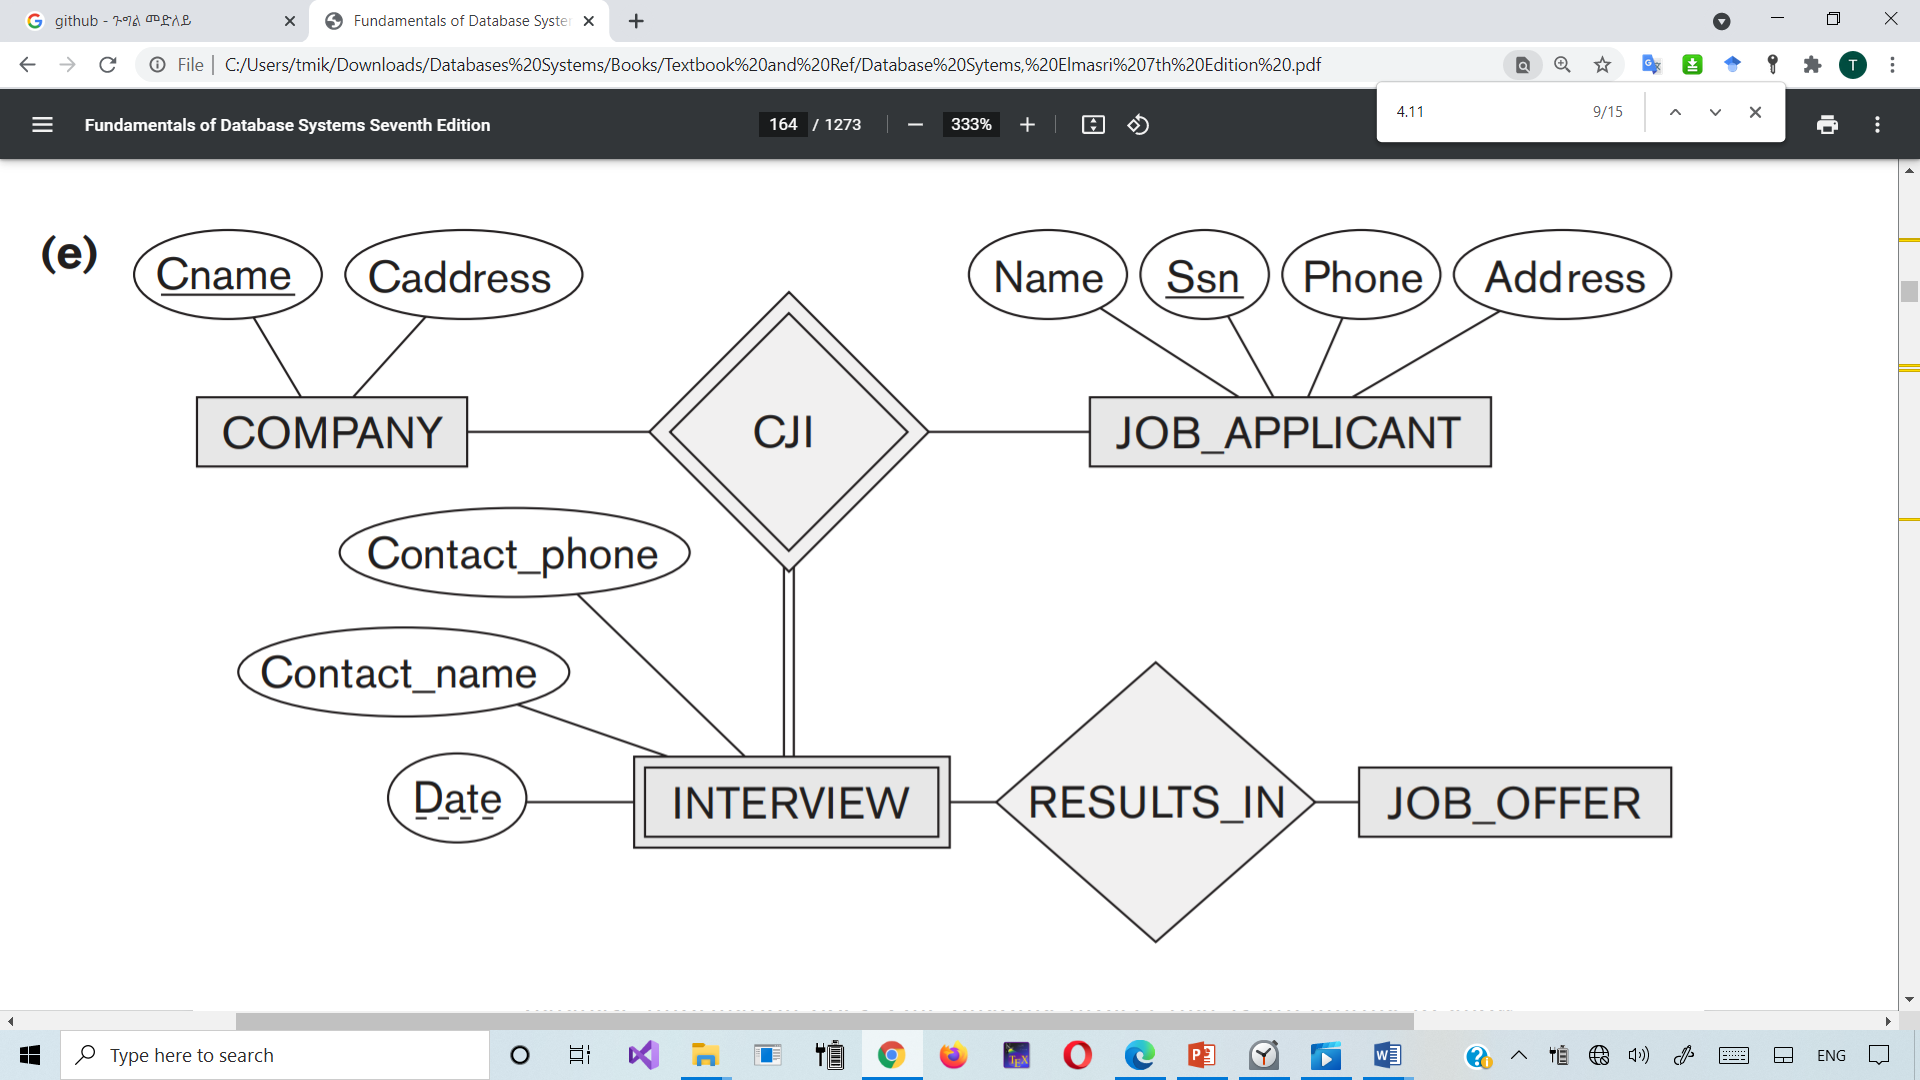 github - ጉግል መድለይ
Fundamentals of Database Syste
File
C:/Users/tmik/Downloads/Databases%20Systems/Books/Textbook%20and%20Ref/Database%20Sytems,%20Elmasri%207th%20Edition%20.pdf
T
4.11
9/15
Fundamentals of Database Systems Seventh Edition
164 / 1273
333%
(e)
Cname
Caddress
Name
Ssn
Phone
Address
COMPANY
CJI
JOB_APPLICANT
Contact_phone
Contact_name
Date
INTERVIEW
RESULTS_IN
JOB_OFFER
Type here to search
ENG